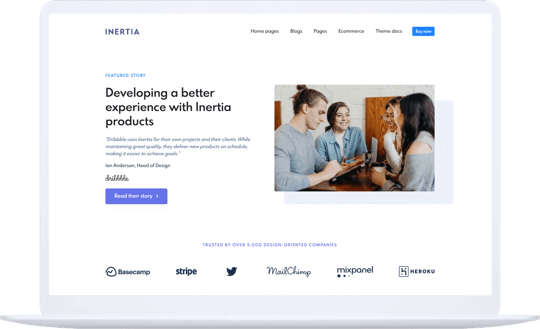 INERTIA
Home pages
Blogs
Pages
Ecommerce
Theme docs
Buy now
FEATURED STORY
Developing a better
experience with Inertia
products
"Dribbble uses Inertia for their own projects and their clients. While
maintaining great quality, they deliver new products on schedule,
making it easier to achieve goals."
Ian Anderson, Head of Design
dribbble
Read their story
TRUSTED BY OVER 5,000 DESIGN-ORIENTED COMPANIES
Basecamp
stripe
MailChimp
mixpanel
HEROKU